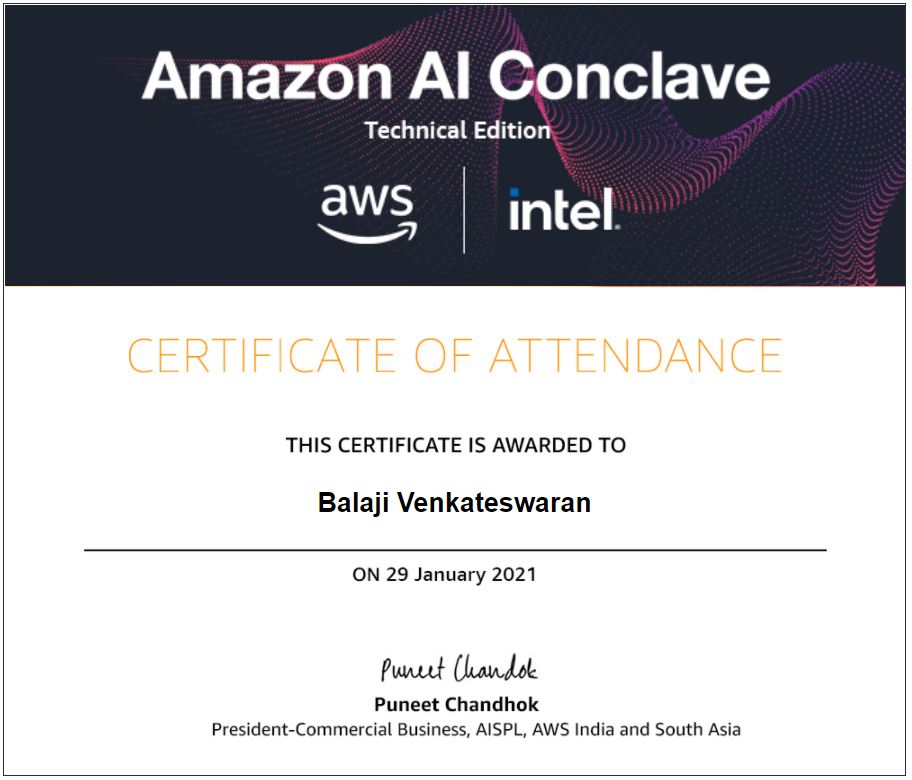 Amazon AI Conclave
Technical Edition
aws
intel.
CERTIFICATE OF ATTENDANCE
THIS CERTIFICATE IS AWARDED TO
Balaji Venkateswaran
ON 29 January 2021
Puneet Chandok
Puneet Chandhok
President-Commercial Business, AISPL, AWS India and South Asia